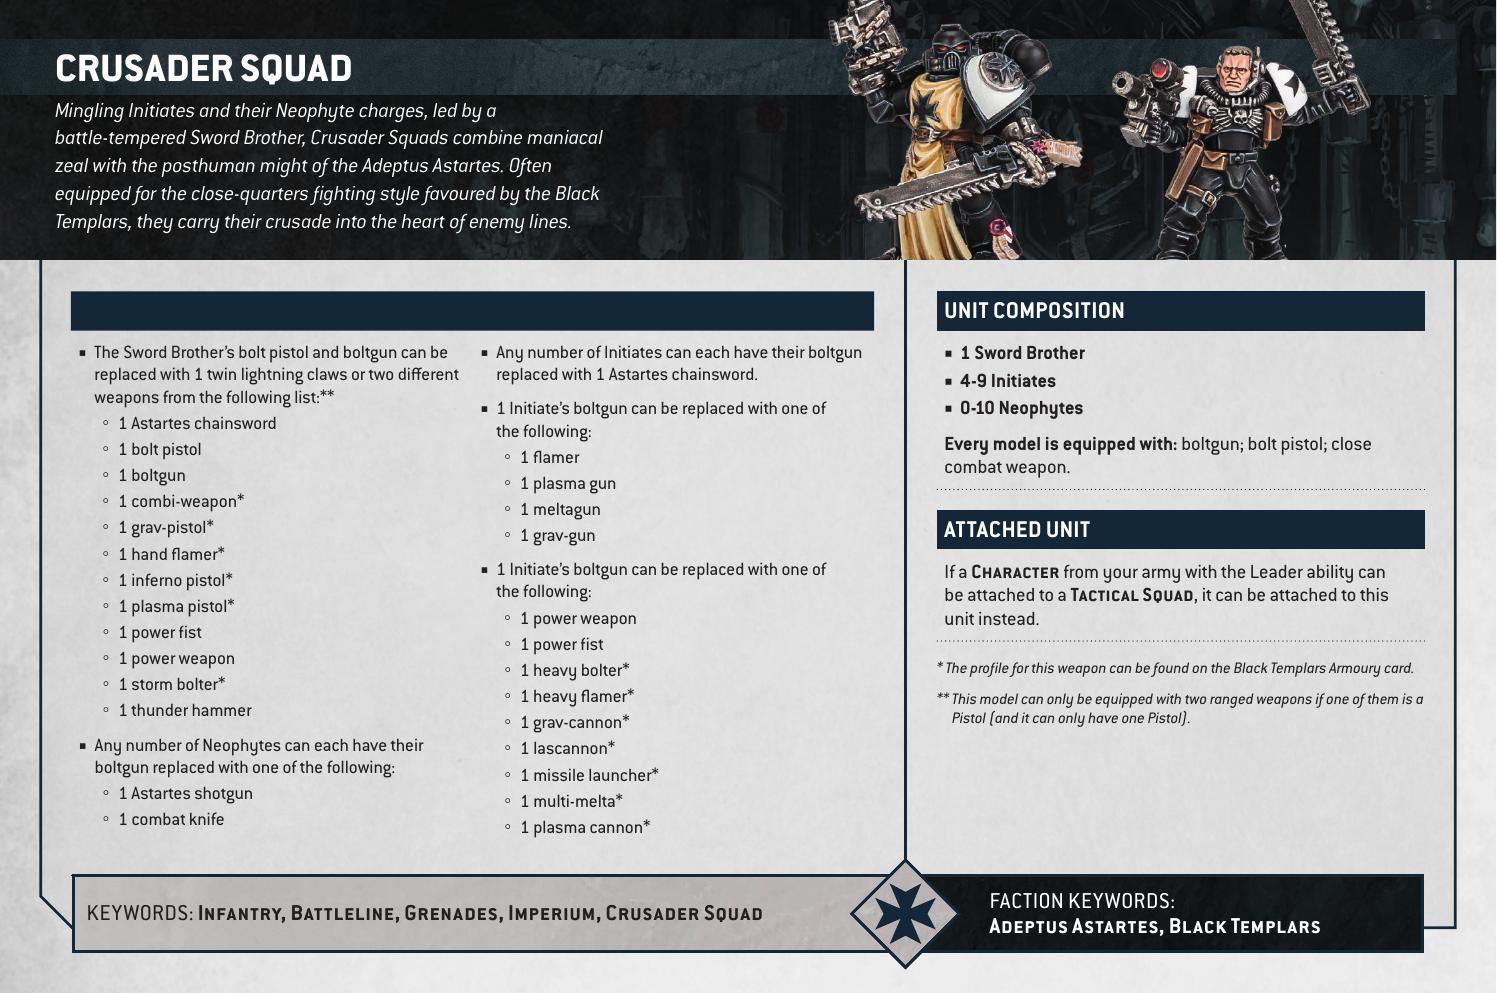 CRUSADER SQUAD
Mingling Initiates and their Neophyte charges, led by a
battle-tempered Sword Brother, Crusader Squads combine maniacal
zeal with the posthuman might of the Adeptus Astartes. Often
equipped for the close-quarters fighting style favoured by the Black
Templars, they carry their crusade into the heart of enemy lines.
▪ The Sword Brother's bolt pistol and boltgun can be
replaced with 1 twin lightning claws or two different
weapons from the following list:**
◦ 1 Astartes chainsword
◦ 1 bolt pistol
◦ 1 boltgun
◦ 1 combi-weapon*
◦ 1 grav-pistol*
◦ 1 hand flamer*
◦ 1 inferno pistol*
◦ 1 plasma pistol*
◦ 1 power fist
◦ 1 power weapon
◦ 1 storm bolter*
◦ 1 thunder hammer
▪ Any number of Neophytes can each have their
boltgun replaced with one of the following:
◦ 1 Astartes shotgun
◦ 1 combat knife
▪ Any number of Initiates can each have their boltgun
replaced with 1 Astartes chainsword.
▪ 1 Initiate's boltgun can be replaced with one of
the following:
◦ 1 flamer
◦ 1 plasma gun
◦ 1 meltagun
◦ 1 grav-gun
▪ 1 Initiate's boltgun can be replaced with one of
the following:
◦ 1 power weapon
◦ 1 power fist
◦ 1 heavy bolter*
◦ 1 heavy flamer*
◦ 1 grav-cannon*
◦ 1 lascannon*
◦ 1 missile launcher*
◦ 1 multi-melta*
◦ 1 plasma cannon*
UNIT COMPOSITION
▪ 1 Sword Brother
▪ 4-9 Initiates
▪ 0-10 Neophytes
Every model is equipped with: boltgun; bolt pistol; close
combat weapon.
ATTACHED UNIT
If a CHARACTER from your army with the Leader ability can
be attached to a TACTICAL SQUAD, it can be attached to this
unit instead.
* The profile for this weapon can be found on the Black Templars Armoury card.
** This model can only be equipped with two ranged weapons if one of them is a
Pistol (and it can only have one Pistol).
KEYWORDS: INFANTRY, BATTLELINE, GRENADES, IMPERIUM, CRUSADER SQUAD
FACTION KEYWORDS:
ADEPTUS ASTARTES, BLACK TEMPLARS